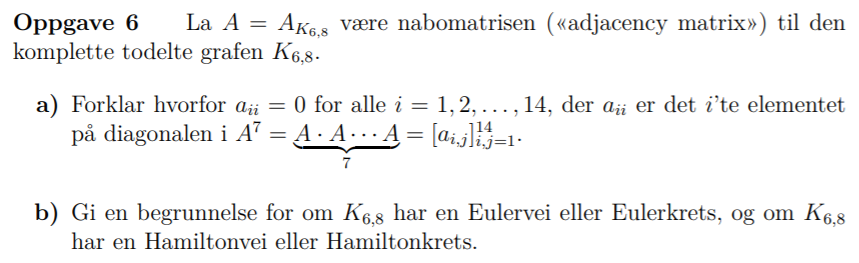 Oppgave 6 La $A = A_{K_{6,8}}$ være nabomatrisen («adjacency matrix») til den
komplette todelte grafen $K_{6,8}$.
a) Forklar hvorfor $a_{ii} = 0$ for alle $i = 1, 2, \ldots, 14$, der $a_{ii}$ er det $i$'te elementet
på diagonalen i $A^7 = \underbrace{A \cdot A \cdots A}_{7} = [a_{i,j}]_{i,j=1}^{14}$.
b) Gi en begrunnelse for om $K_{6,8}$ har en Eulervei eller Eulerkrets, og om $K_{6,8}$
har en Hamiltonvei eller Hamiltonkrets.